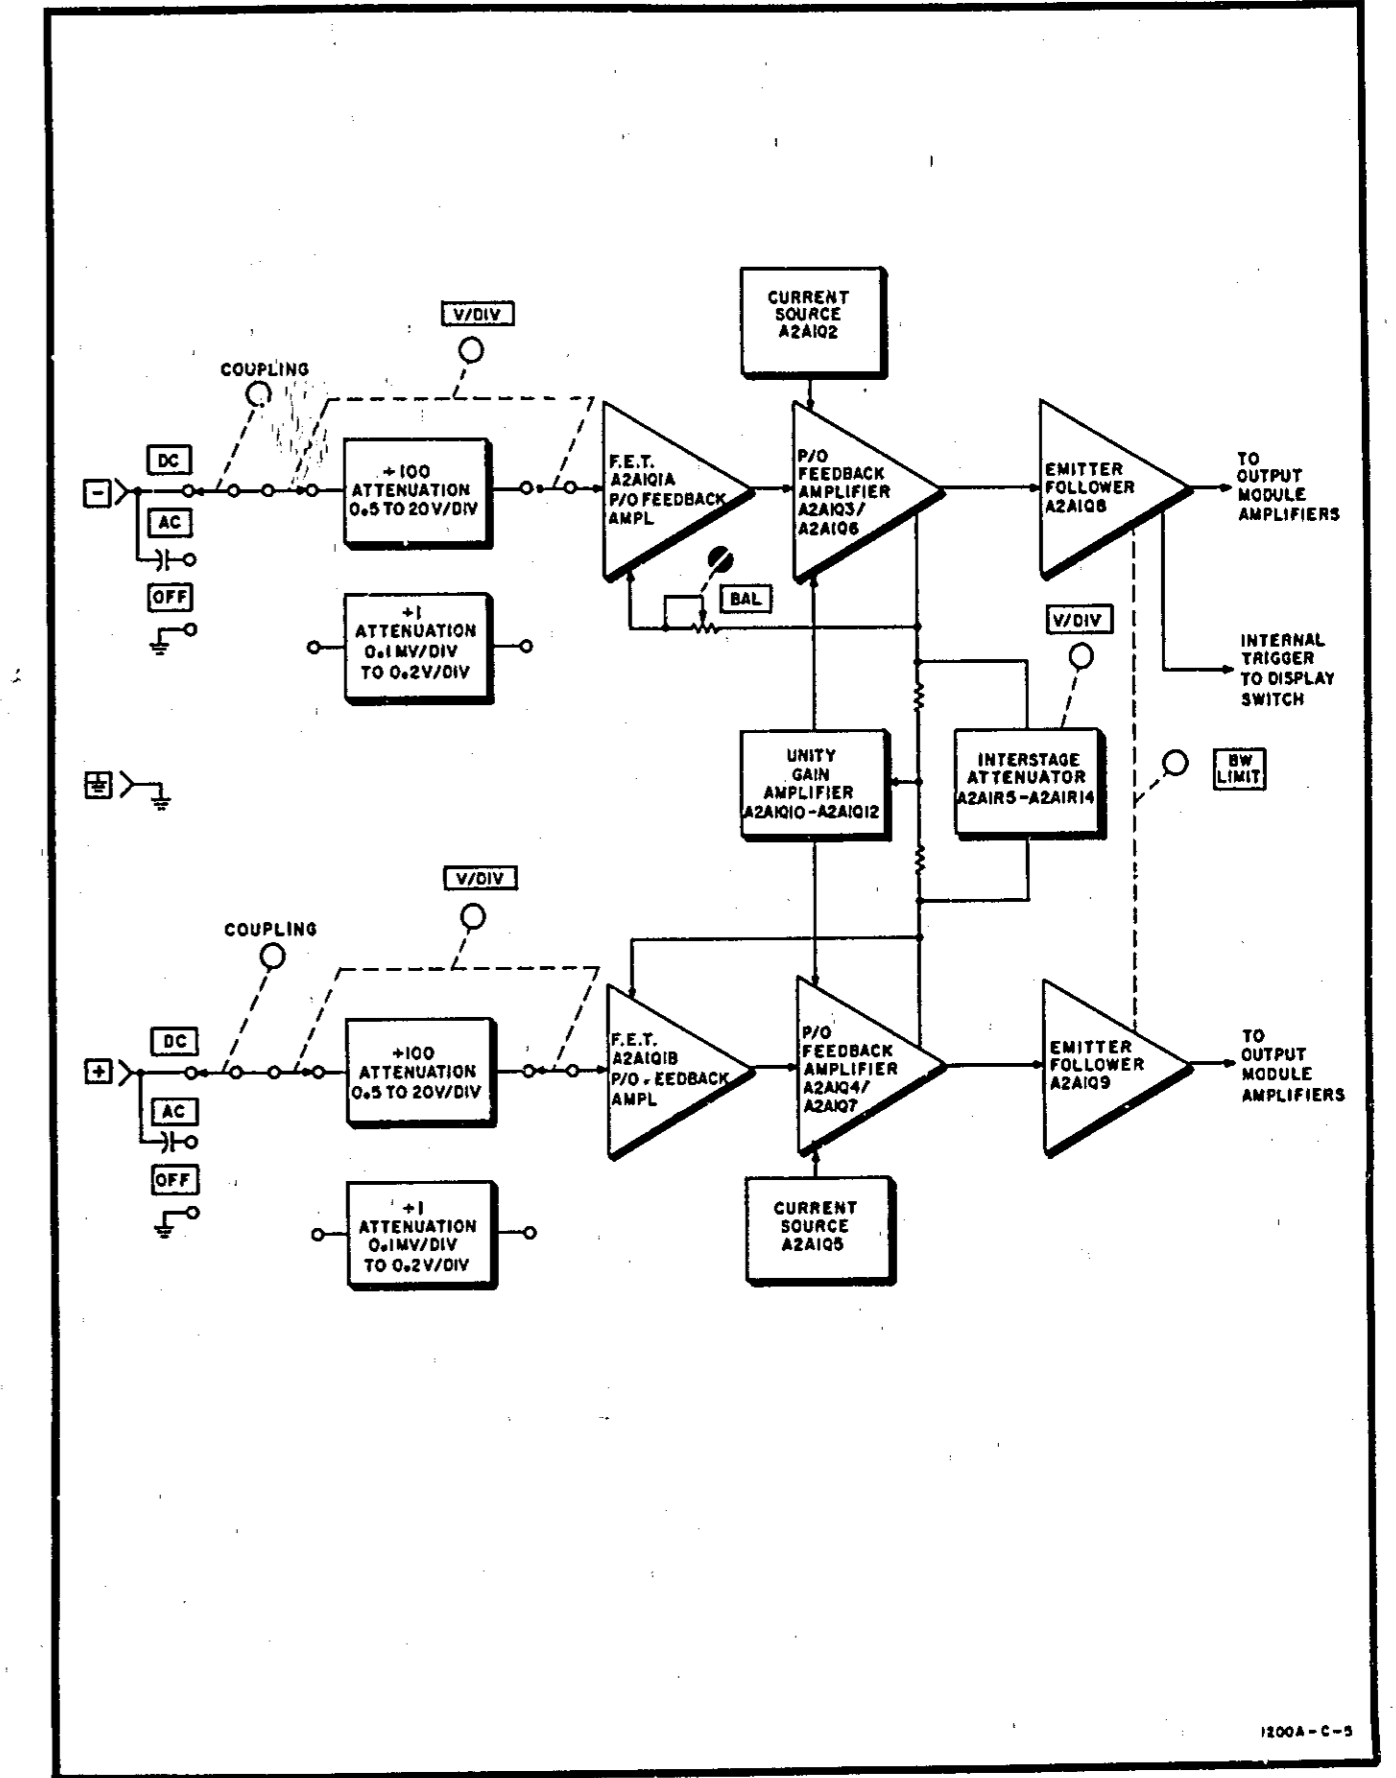 CURRENT
SOURCE
A2A1Q2
V/DIV
COUPLING
DC
-
AC
OFF
÷100
ATTENUATION
0.5 TO 20V/DIV
F.E.T.
A2A1Q1A
P/O FEEDBACK
AMPL
P/O
FEEDBACK
AMPLIFIER
A2A1Q3/
A2A1Q6
EMITTER
FOLLOWER
A2A1Q8
TO
OUTPUT
MODULE
AMPLIFIERS
BAL
÷1
ATTENUATION
0.1MV/DIV
TO 0.2V/DIV
V/DIV
INTERNAL
TRIGGER
TO DISPLAY
SWITCH
UNITY
GAIN
AMPLIFIER
A2A1Q10-A2A1Q12
INTERSTAGE
ATTENUATOR
A2A1R5-A2A1R14
BW
LIMIT
V/DIV
COUPLING
DC
+
AC
OFF
÷100
ATTENUATION
0.5 TO 20V/DIV
F.E.T.
A2A1Q1B
P/O FEEDBACK
AMPL
P/O
FEEDBACK
AMPLIFIER
A2A1Q4/
A2A1Q7
EMITTER
FOLLOWER
A2A1Q9
TO
OUTPUT
MODULE
AMPLIFIERS
÷1
ATTENUATION
0.1MV/DIV
TO 0.2V/DIV
CURRENT
SOURCE
A2A1Q5
1200A-C-5